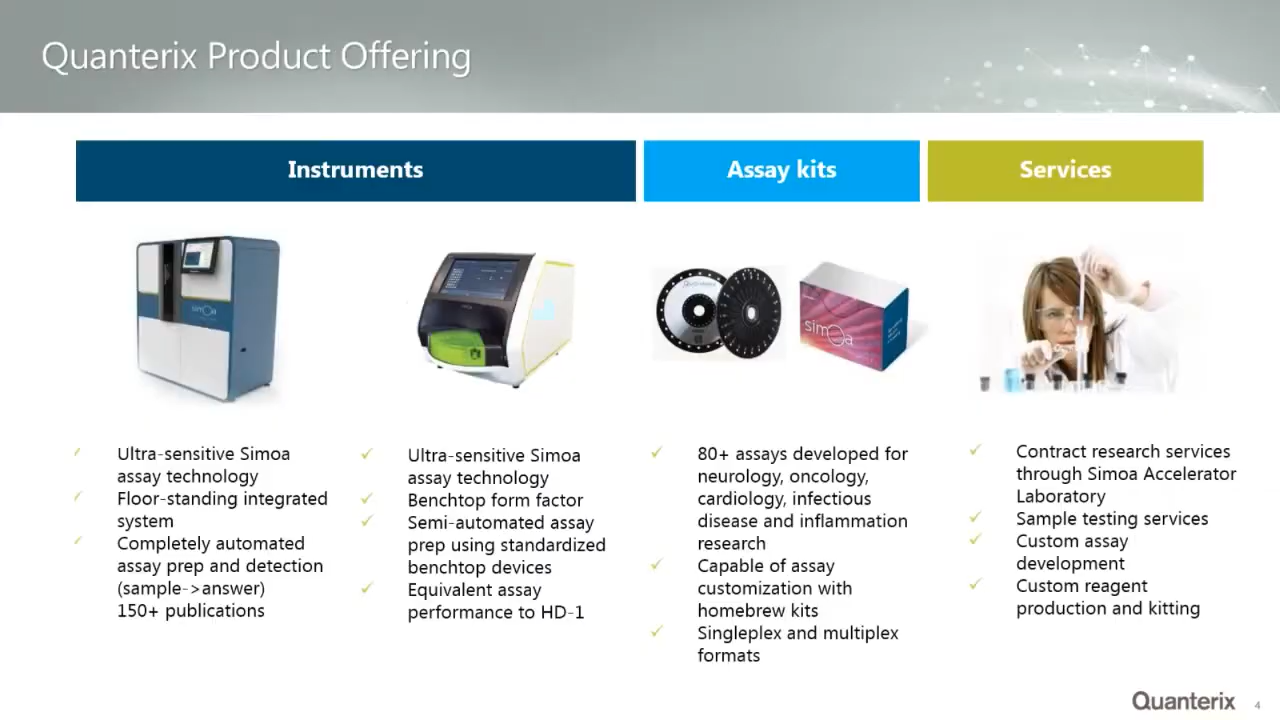 Quanterix Product Offering
Instruments
Assay kits
Services
simoa
simoa
Ultra-sensitive Simoa
assay technology
Floor-standing integrated
system
Completely automated
assay prep and detection
(sample->answer)
150+ publications
Ultra-sensitive Simoa
assay technology
Benchtop form factor
Semi-automated assay
prep using standardized
benchtop devices
Equivalent assay
performance to HD-1
80+ assays developed for
neurology, oncology,
cardiology, infectious
disease and inflammation
research
Capable of assay
customization with
homebrew kits
Singleplex and multiplex
formats
Contract research services
through Simoa Accelerator
Laboratory
Sample testing services
Custom assay
development
Custom reagent
production and kitting
Quanterix
4